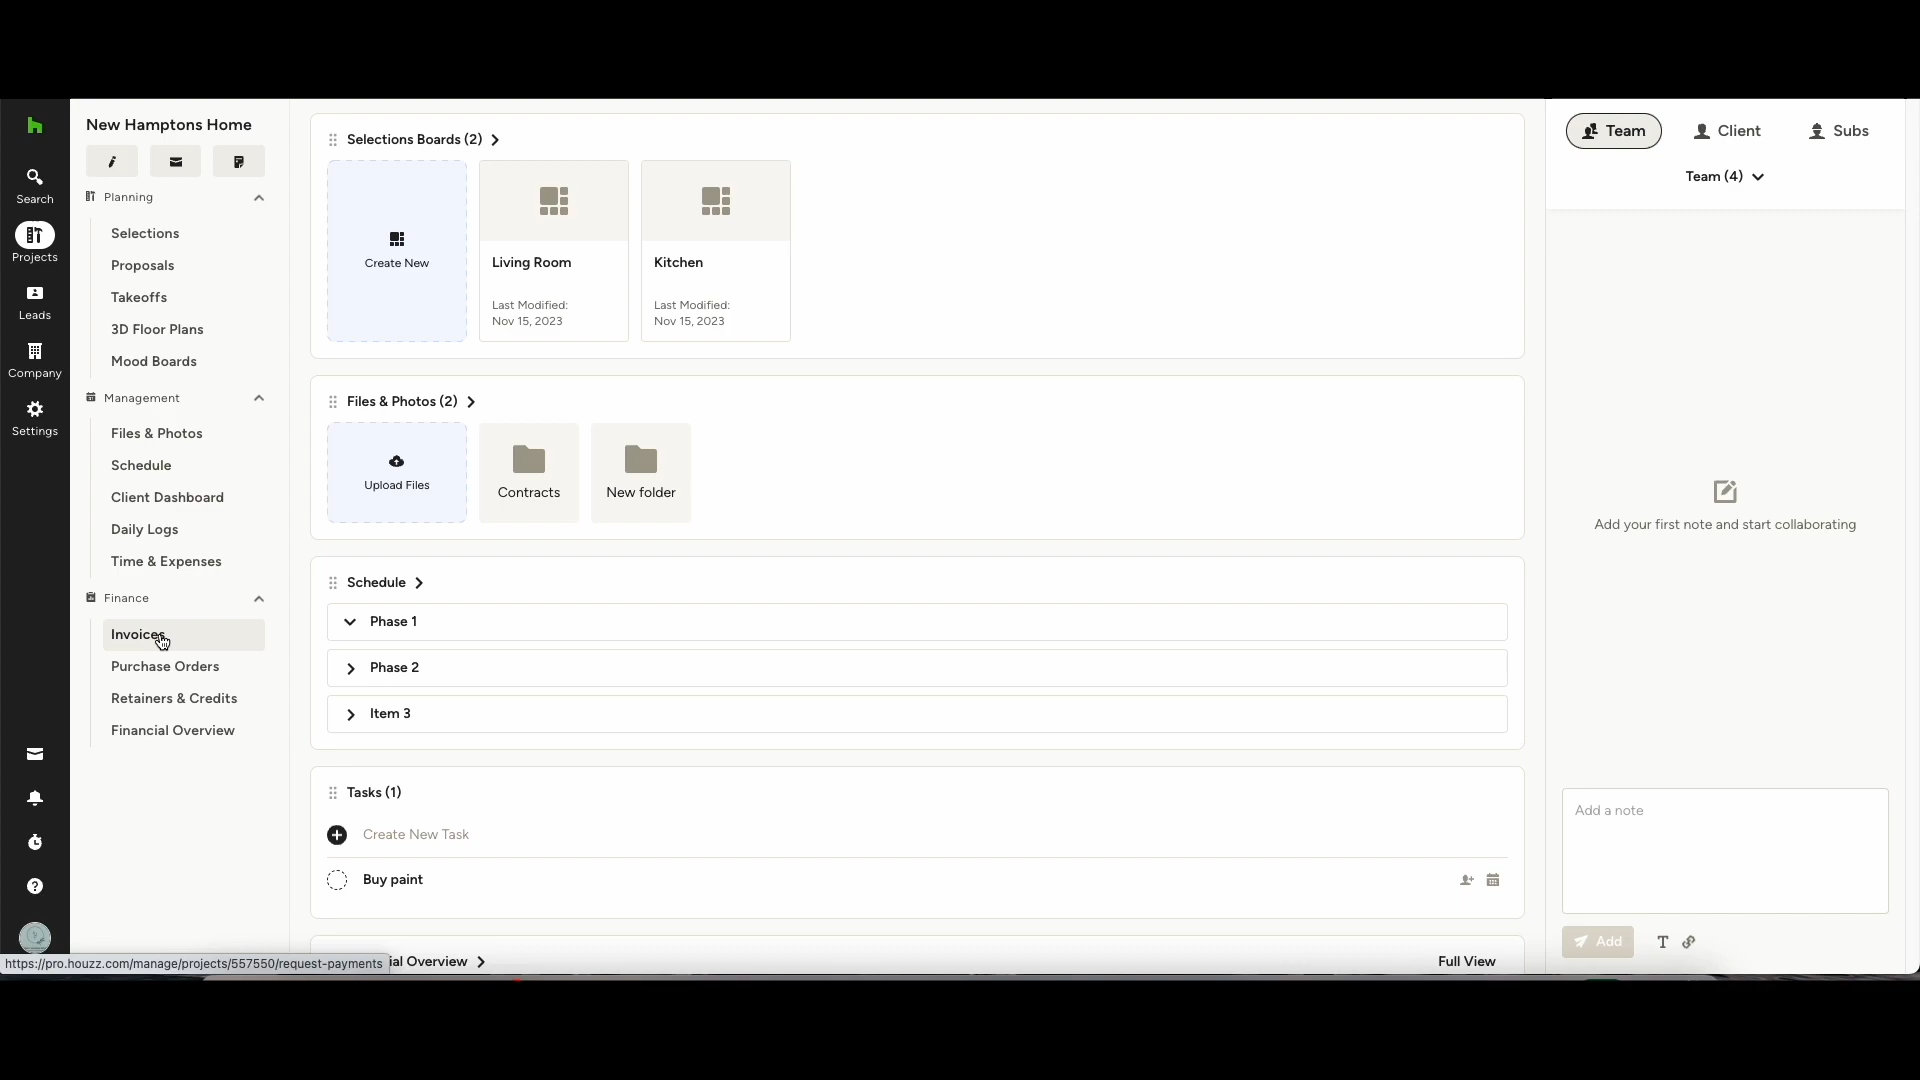 New Hamptons Home
Search
Projects
Leads
Company
Settings
Planning
Selections
Proposals
Takeoffs
3D Floor Plans
Mood Boards
Management
Files & Photos
Schedule
Client Dashboard
Daily Logs
Time & Expenses
Finance
Invoices
Purchase Orders
Retainers & Credits
Financial Overview
https://pro.houzz.com/manage/projects/557550/request-payments
Selections Boards (2)
Create New
Living Room
Last Modified:
Nov 15, 2023
Kitchen
Last Modified:
Nov 15, 2023
Files & Photos (2)
Upload Files
Contracts
New folder
Schedule
Phase 1
Phase 2
Item 3
Tasks (1)
Create New Task
Buy paint
ial Overview
Full View
Team
Client
Subs
Team (4)
Add your first note and start collaborating
Add a note
Add